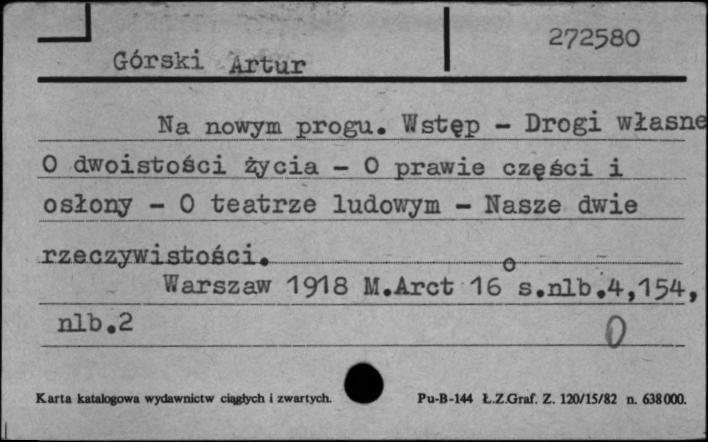 272580
Górski Artur
Na nowym progu. Wstęp - Drogi własne
O dwoistości życia - O prawie części i
osłony - O teatrze ludowym - Nasze dwie
rzeczywistości.
Warszaw 1918 M.Arct 16 o s.nlb.4,154,
nlb.2
0
Karta katalogowa wydawnictw ciągłych i zwartych. Pu-B-144 Ł.Z.Graf. Z. 120/15/82 n. 638000.